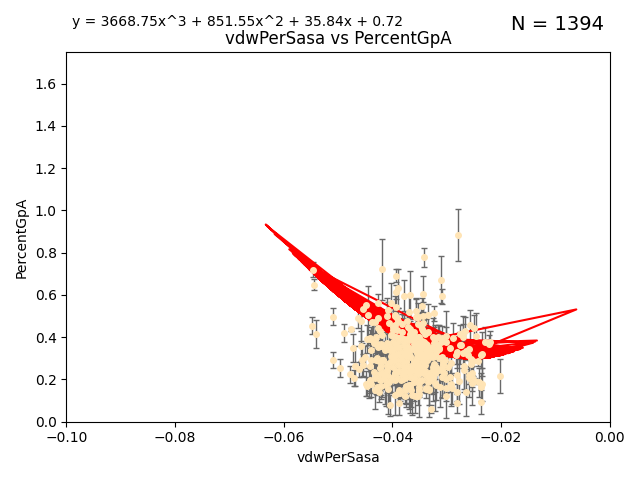 y = 3668.75x^3 + 851.55x^2 + 35.84x + 0.72
N = 1394
vdwPerSasa vs PercentGpA
1.6
1.4
1.2
1.0
0.8
0.6
0.4
0.2
0.0
PercentGpA
−0.10 −0.08 −0.06 −0.04 −0.02 0.00
vdwPerSasa